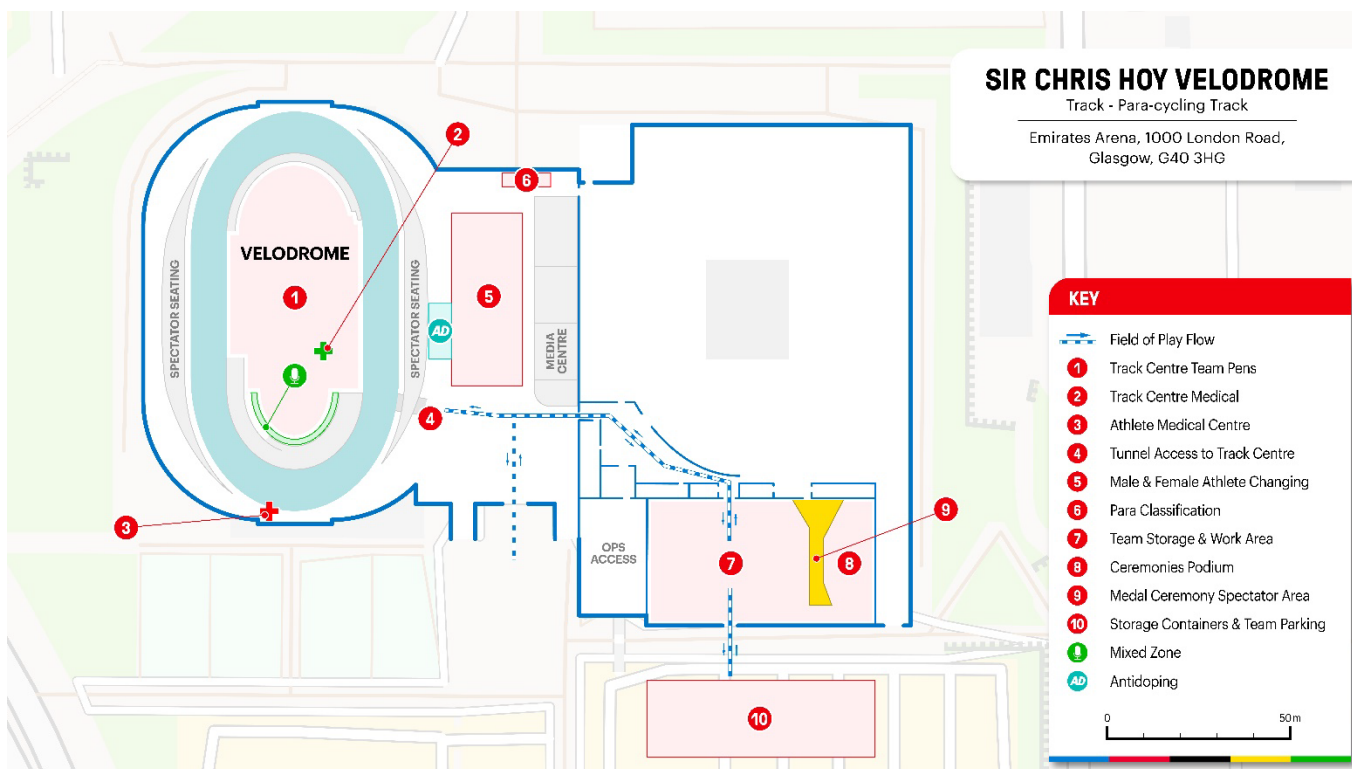 SIR CHRIS HOY VELODROME
Track - Para-cycling Track
Emirates Arena, 1000 London Road,
Glasgow, G40 3HG
2
6
VELODROME
1
5
SPECTATOR SEATING
SPECTATOR SEATING
AD
MEDIA
CENTRE
4
3
OPS
ACCESS
7
8
9
10
KEY
Field of Play Flow
1 Track Centre Team Pens
2 Track Centre Medical
3 Athlete Medical Centre
4 Tunnel Access to Track Centre
5 Male & Female Athlete Changing
6 Para Classification
7 Team Storage & Work Area
8 Ceremonies Podium
9 Medal Ceremony Spectator Area
10 Storage Containers & Team Parking
Mixed Zone
AD Antidoping
0 50m